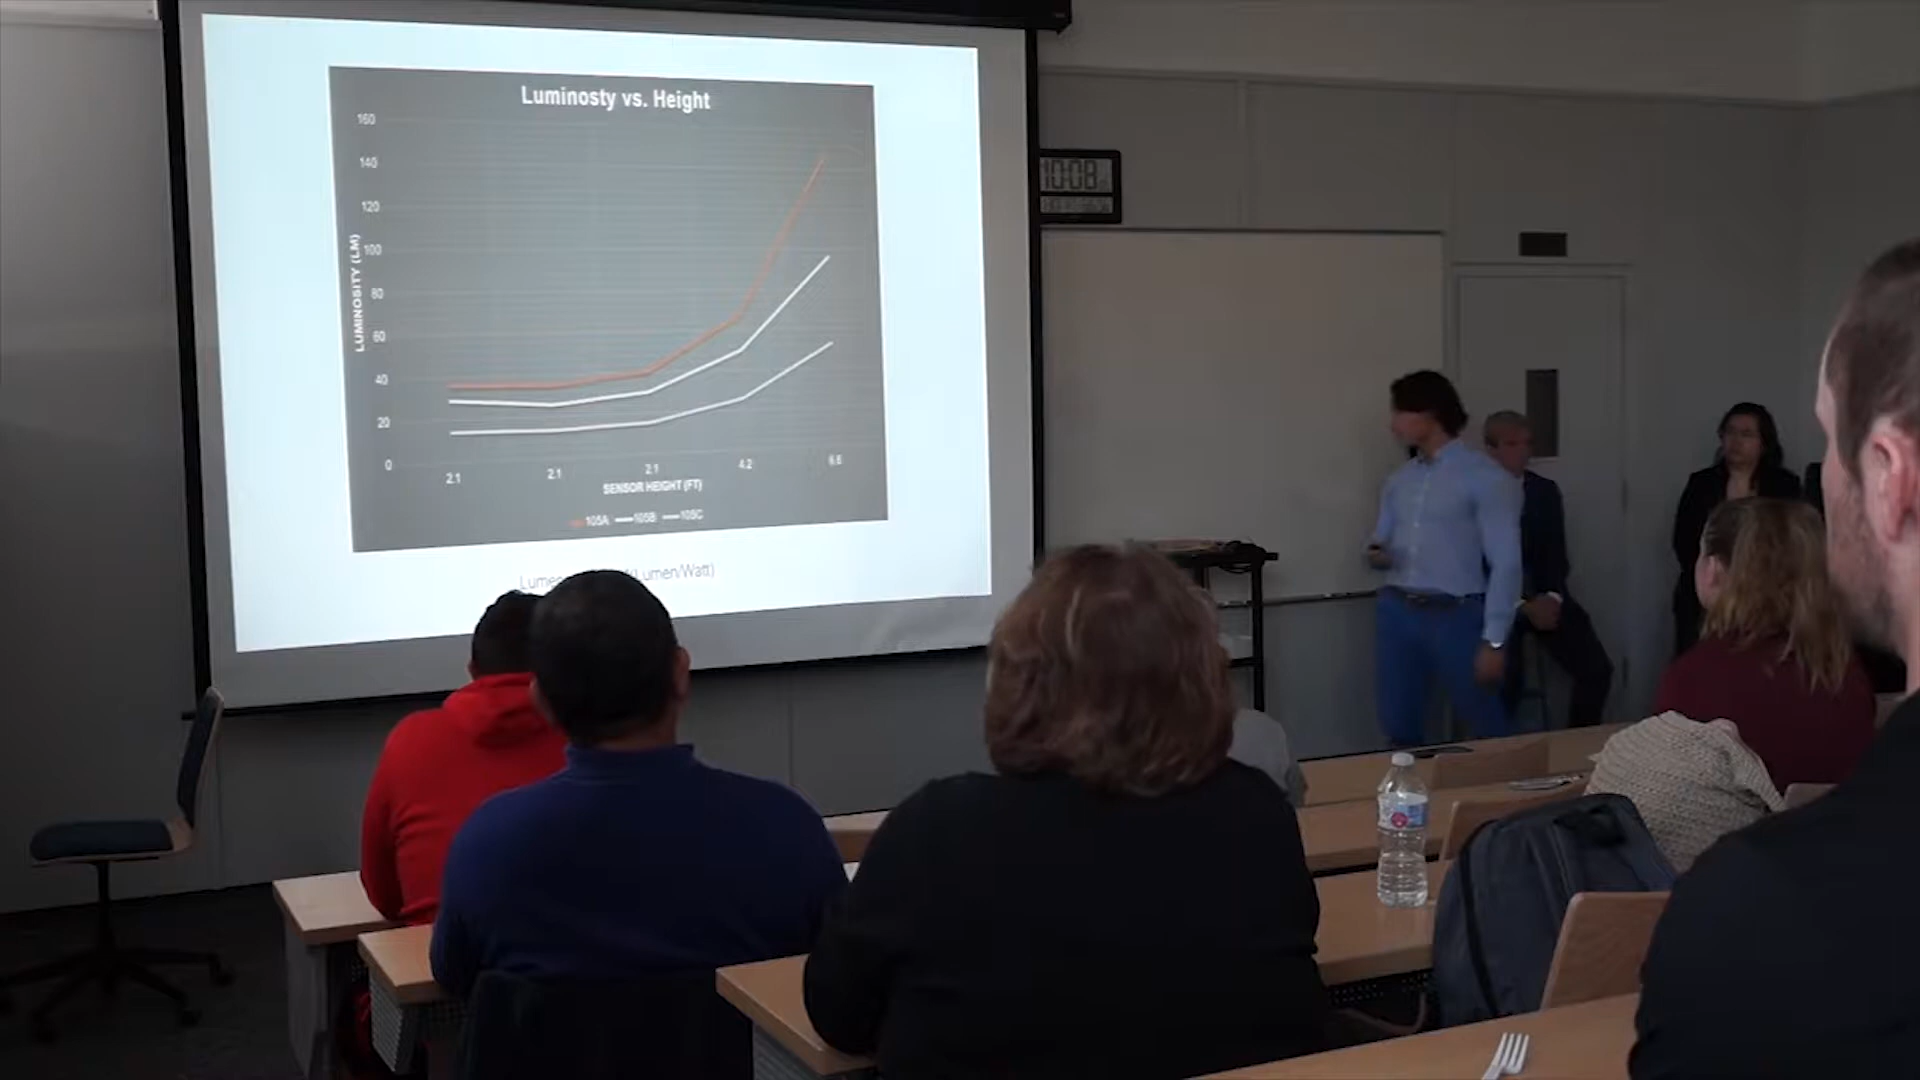 Luminosty vs. Height
160
140
120
100
80
60
40
20
0
LUMINOSITY (LM)
2.1 2.1 2.1 4.2 6.6
SENSOR HEIGHT (FT)
105A 105B 105C
Lumen/Watt)
10:08